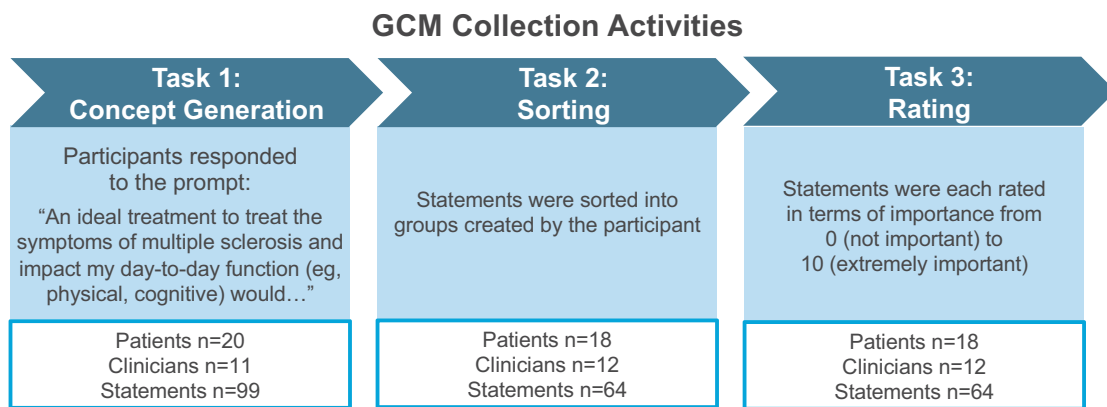 GCM Collection Activities
Task 1:
Concept Generation
Participants responded
to the prompt:
“An ideal treatment to treat the
symptoms of multiple sclerosis and
impact my day-to-day function (eg,
physical, cognitive) would…”
Patients n=20
Clinicians n=11
Statements n=99
Task 2:
Sorting
Statements were sorted into
groups created by the participant
Patients n=18
Clinicians n=12
Statements n=64
Task 3:
Rating
Statements were each rated
in terms of importance from
0 (not important) to
10 (extremely important)
Patients n=18
Clinicians n=12
Statements n=64